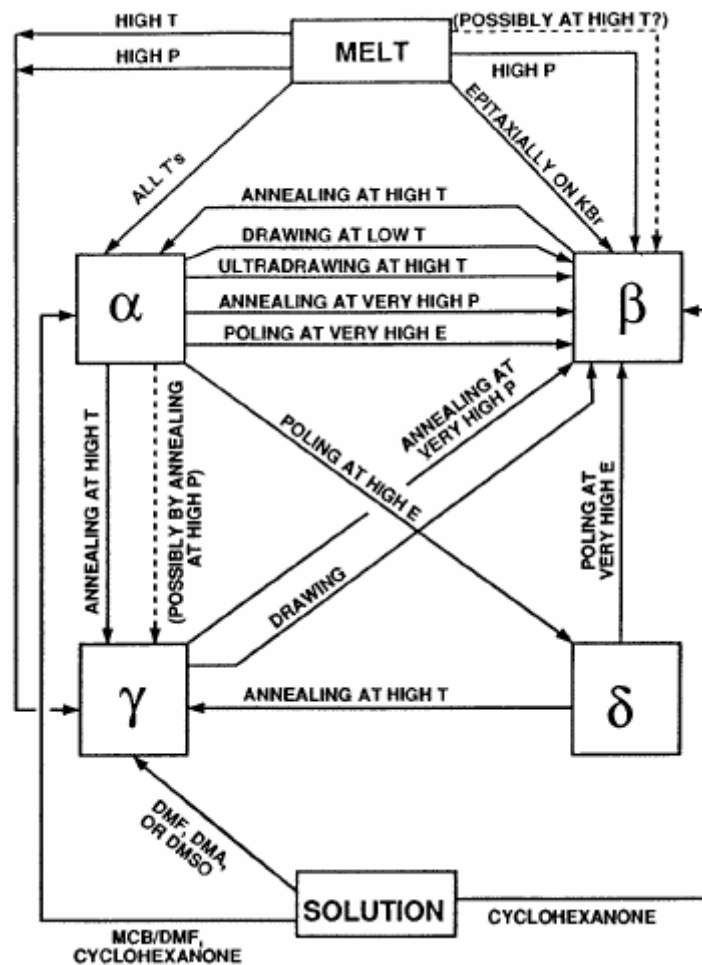 HIGH T
(POSSIBLY AT HIGH T?)
MELT
HIGH P
HIGH P
ALL T's
EPITAXIALLY ON KBr
ANNEALING AT HIGH T
DRAWING AT LOW T
ULTRADRAWING AT HIGH T
α
β
ANNEALING AT VERY HIGH P
POLING AT VERY HIGH E
ANNEALING AT HIGH T
(POSSIBLY BY ANNEALING
AT HIGH P)
POLING AT HIGH E
ANNEALING AT
VERY HIGH P
DRAWING
POLING AT
VERY HIGH E
γ
ANNEALING AT HIGH T
δ
DMF, DMA,
OR DMSO
SOLUTION
CYCLOHEXANONE
MCB/DMF,
CYCLOHEXANONE